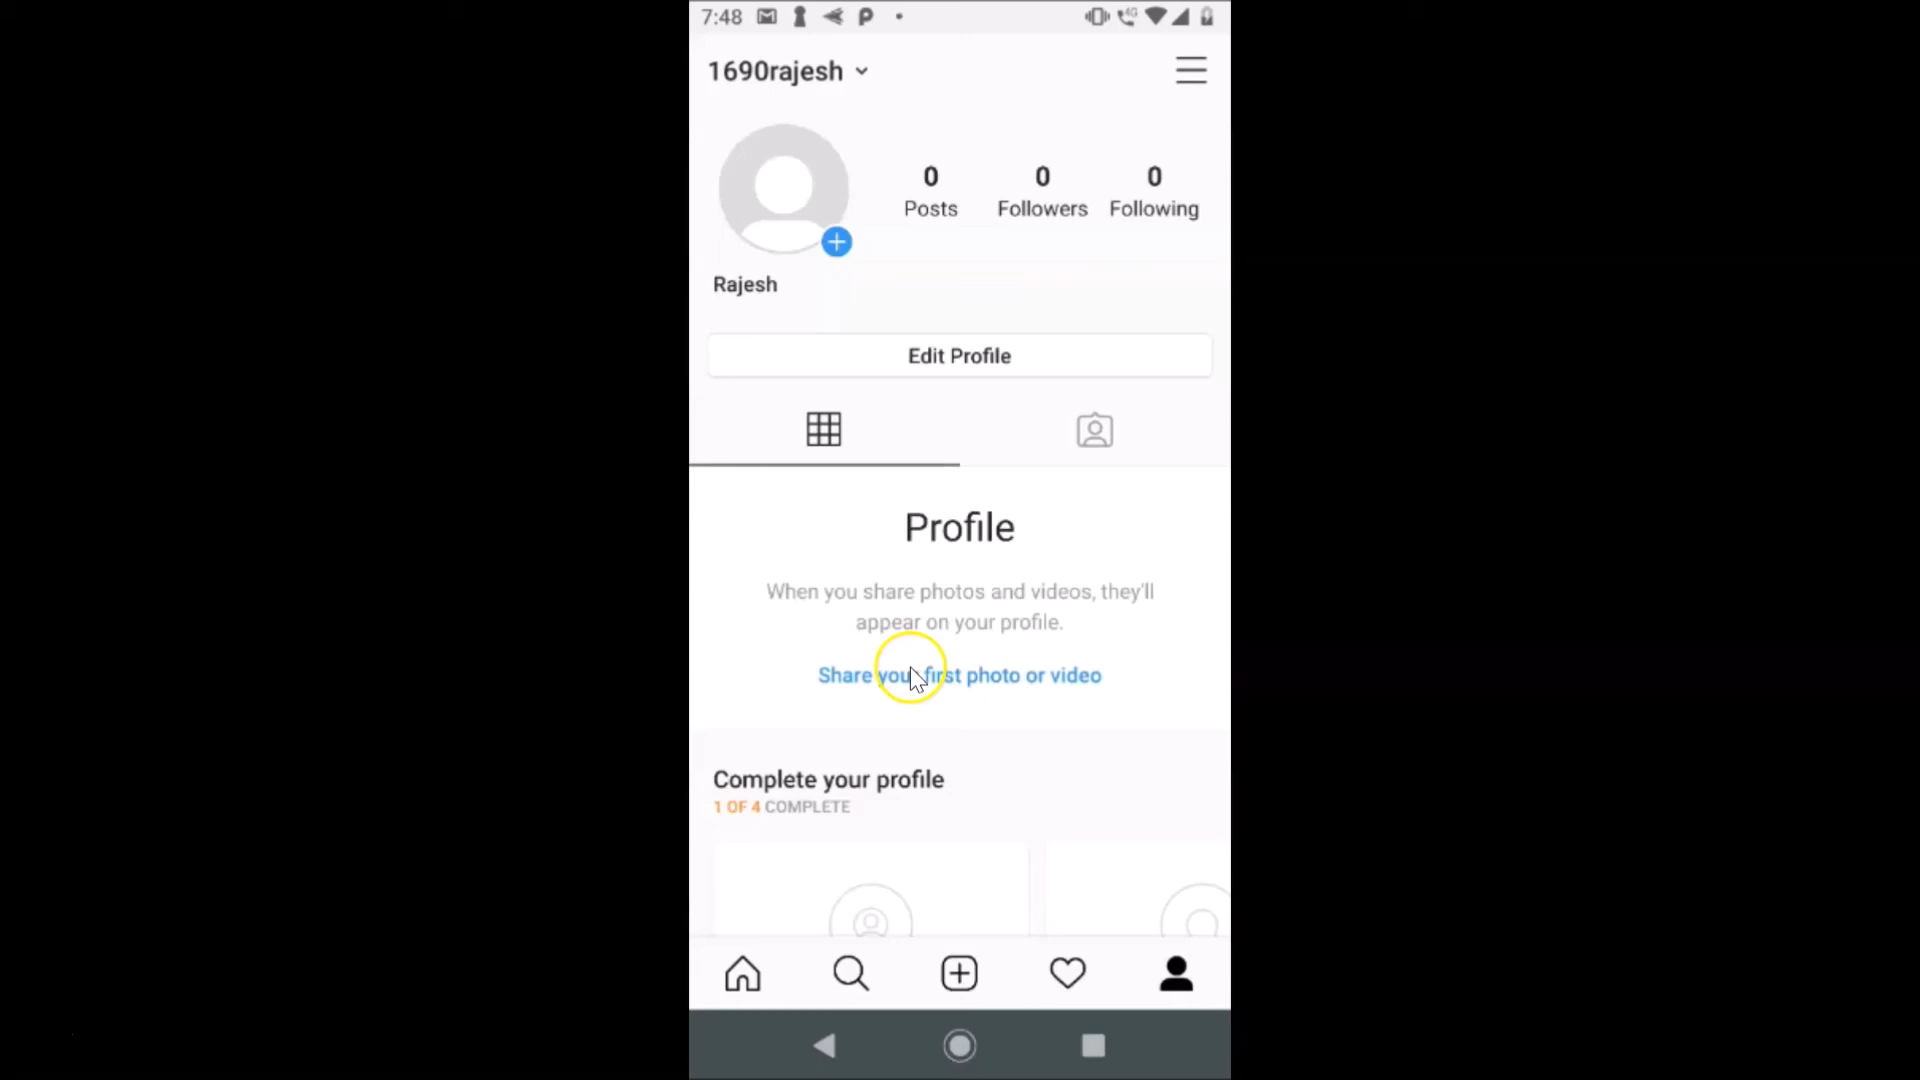 7:48
4G
1690rajesh
0 0 0
Posts Followers Following
Rajesh
Edit Profile
Profile
When you share photos and videos, they'll
appear on your profile.
Share your first photo or video
Complete your profile
1 OF 4 COMPLETE